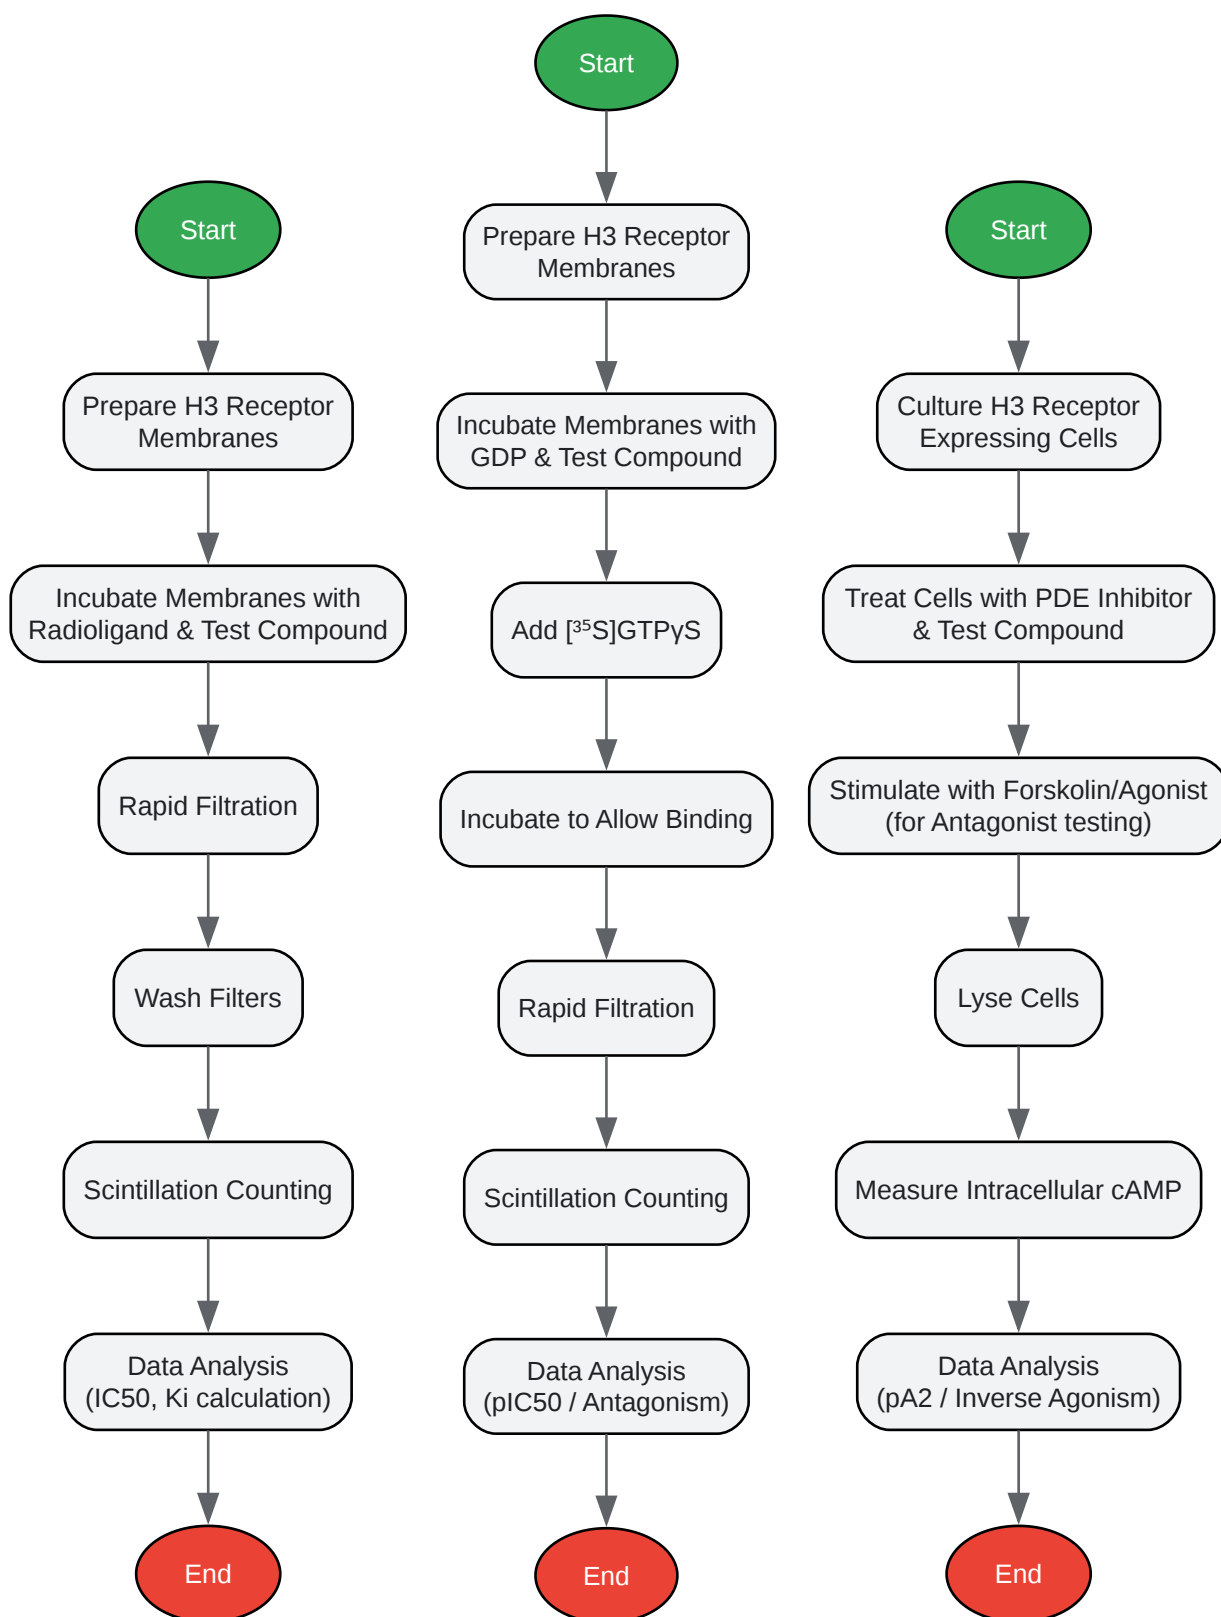 Start
Prepare H3 Receptor
Membranes
Incubate Membranes with
Radioligand & Test Compound
Rapid Filtration
Wash Filters
Scintillation Counting
Data Analysis
(IC50, Ki calculation)
End
Start
Prepare H3 Receptor
Membranes
Incubate Membranes with
GDP & Test Compound
Add [³⁵S]GTPγS
Incubate to Allow Binding
Rapid Filtration
Scintillation Counting
Data Analysis
(pIC50 / Antagonism)
End
Start
Culture H3 Receptor
Expressing Cells
Treat Cells with PDE Inhibitor
& Test Compound
Stimulate with Forskolin/Agonist
(for Antagonist testing)
Lyse Cells
Measure Intracellular cAMP
Data Analysis
(pA2 / Inverse Agonism)
End